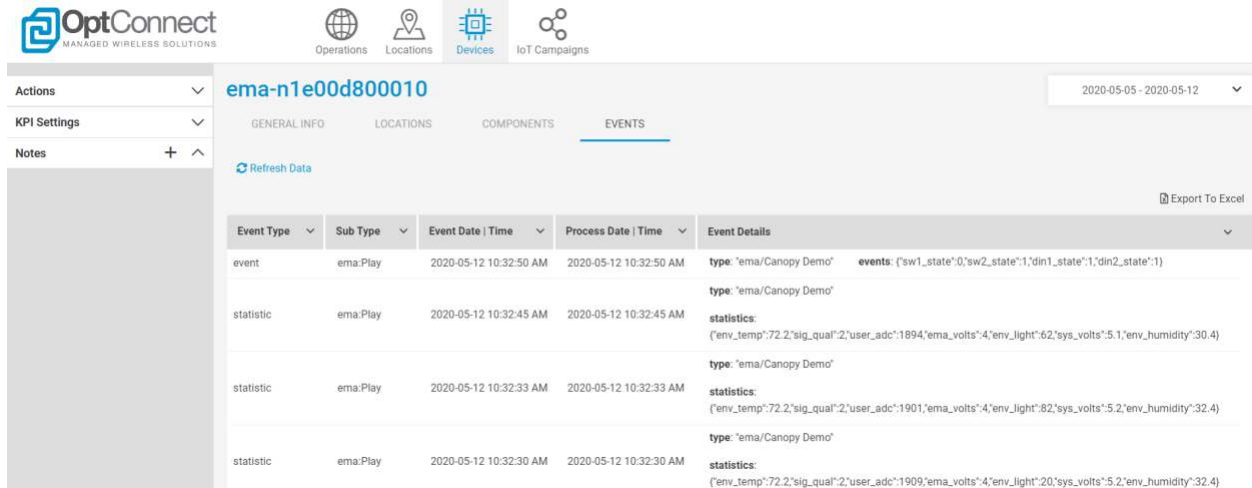 OptConnect
MANAGED WIRELESS SOLUTIONS
Operations Locations Devices IoT Campaigns
Actions
KPI Settings
Notes
ema-n1e00d800010
2020-05-05 - 2020-05-12
GENERAL INFO LOCATIONS COMPONENTS EVENTS
Refresh Data
Export To Excel
Event Type Sub Type Event Date | Time Process Date | Time Event Details
event ema:Play 2020-05-12 10:32:50 AM 2020-05-12 10:32:50 AM type: "ema/Canopy Demo" events: {"sw1_state":0,"sw2_state":1,"din1_state":1,"din2_state":1}
type: "ema/Canopy Demo"
statistic ema:Play 2020-05-12 10:32:45 AM 2020-05-12 10:32:45 AM statistics:
{"env_temp":72.2,"sig_qual":2,"user_adc":1894,"ema_volts":4,"env_light":62,"sys_volts":5.1,"env_humidity":30.4}
type: "ema/Canopy Demo"
statistic ema:Play 2020-05-12 10:32:33 AM 2020-05-12 10:32:33 AM statistics:
{"env_temp":72.2,"sig_qual":2,"user_adc":1901,"ema_volts":4,"env_light":82,"sys_volts":5.2,"env_humidity":32.4}
type: "ema/Canopy Demo"
statistic ema:Play 2020-05-12 10:32:30 AM 2020-05-12 10:32:30 AM statistics:
{"env_temp":72.2,"sig_qual":2,"user_adc":1909,"ema_volts":4,"env_light":20,"sys_volts":5.2,"env_humidity":32.4}